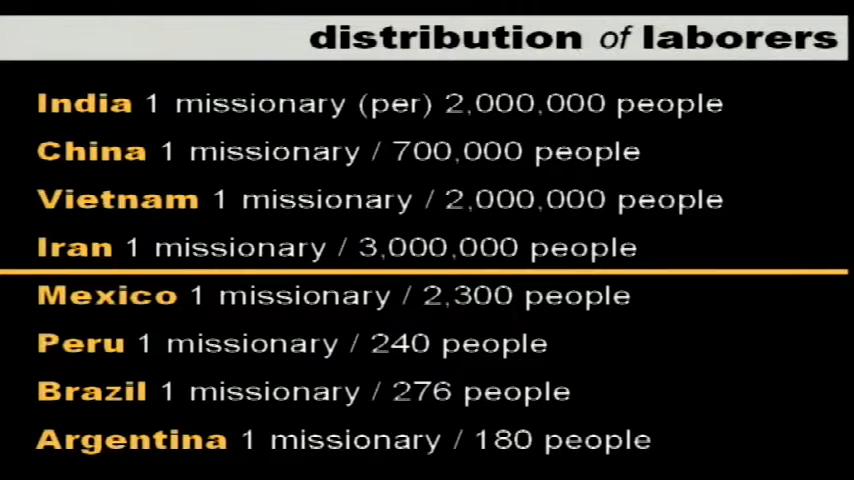 distribution of laborers
India 1 missionary (per) 2,000,000 people
China 1 missionary / 700,000 people
Vietnam 1 missionary / 2,000,000 people
Iran 1 missionary / 3,000,000 people
Mexico 1 missionary / 2,300 people
Peru 1 missionary / 240 people
Brazil 1 missionary / 276 people
Argentina 1 missionary / 180 people